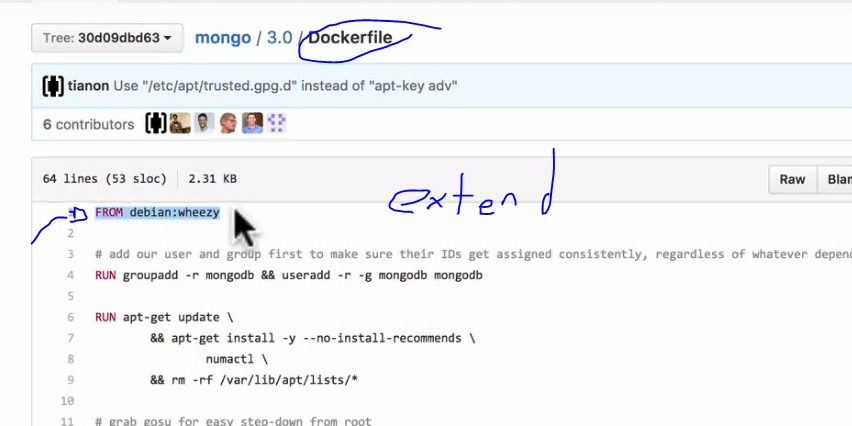 Tree: 30d09dbd63
mongo / 3.0 / Dockerfile
tianon Use "/etc/apt/trusted.gpg.d" instead of "apt-key adv"
6 contributors
64 lines (53 sloc) 2.31 KB
Raw Blan
extend
FROM debian:wheezy
2
3 # add our user and group first to make sure their IDs get assigned consistently, regardless of whatever depen
4 RUN groupadd -r mongodb && useradd -r -g mongodb mongodb
5
6 RUN apt-get update \
7 && apt-get install -y --no-install-recommends \
8 numactl \
9 && rm -rf /var/lib/apt/lists/*
10
11 # grab gosu for easy step-down from root